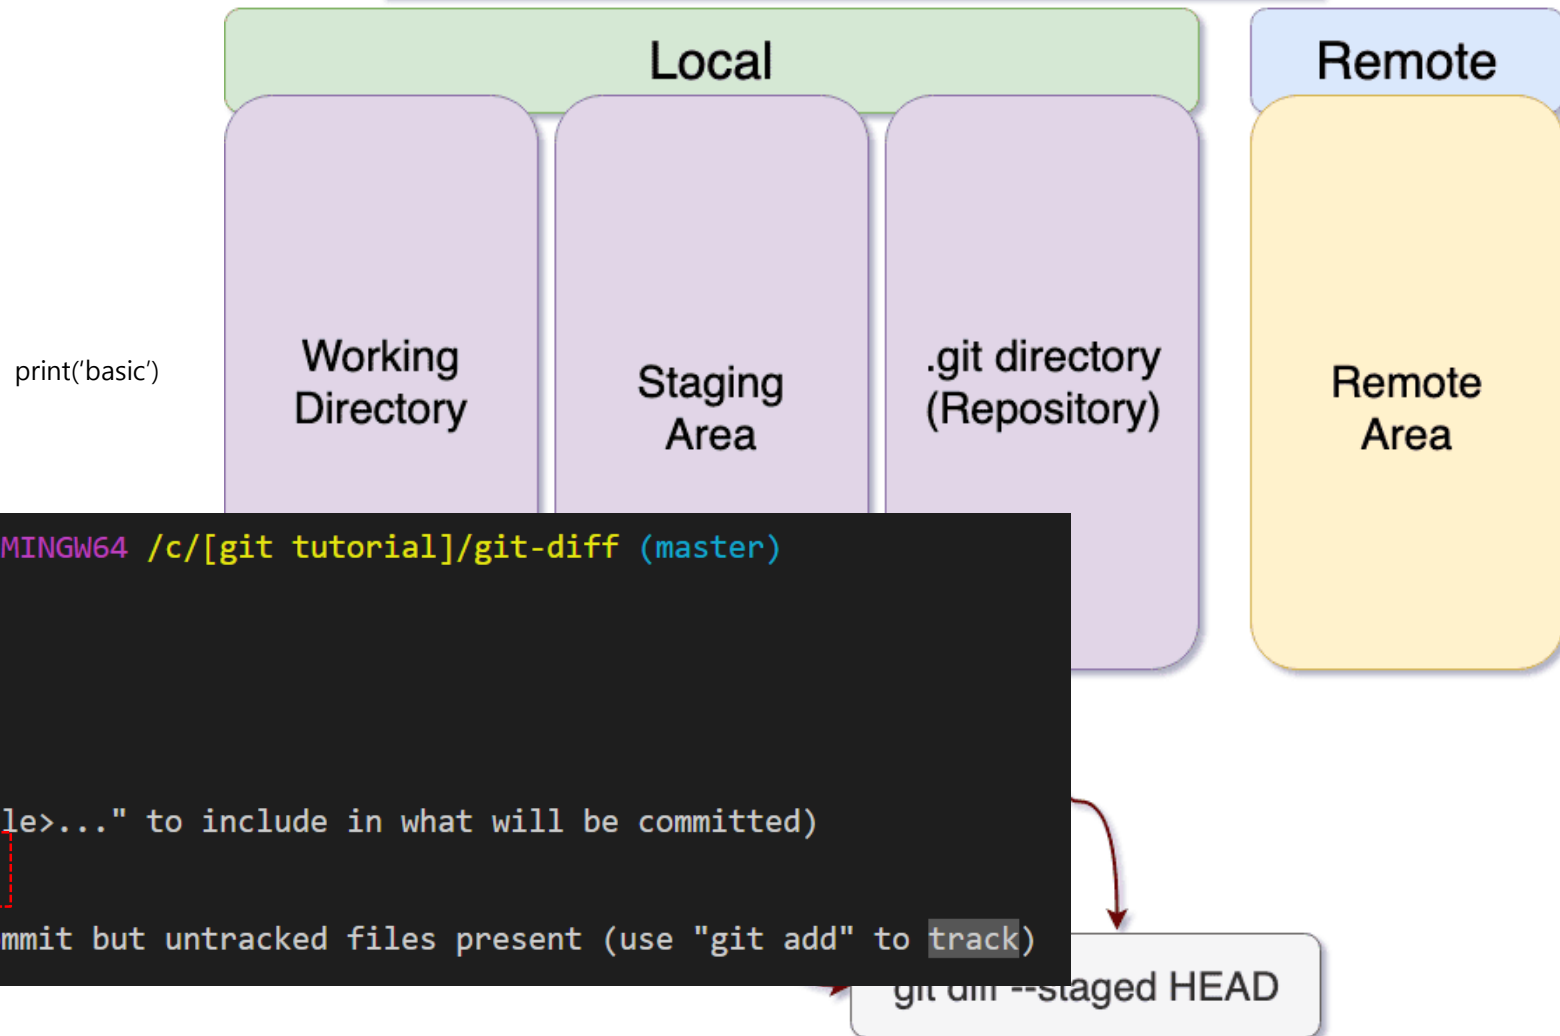 Local
Remote
print('basic')
Working
Directory
Staging
Area
.git directory
(Repository)
Remote
Area
MINGW64 /c/[git tutorial]/git-diff (master)
le>..." to include in what will be committed)
mmit but untracked files present (use "git add" to track)
git diff --staged HEAD